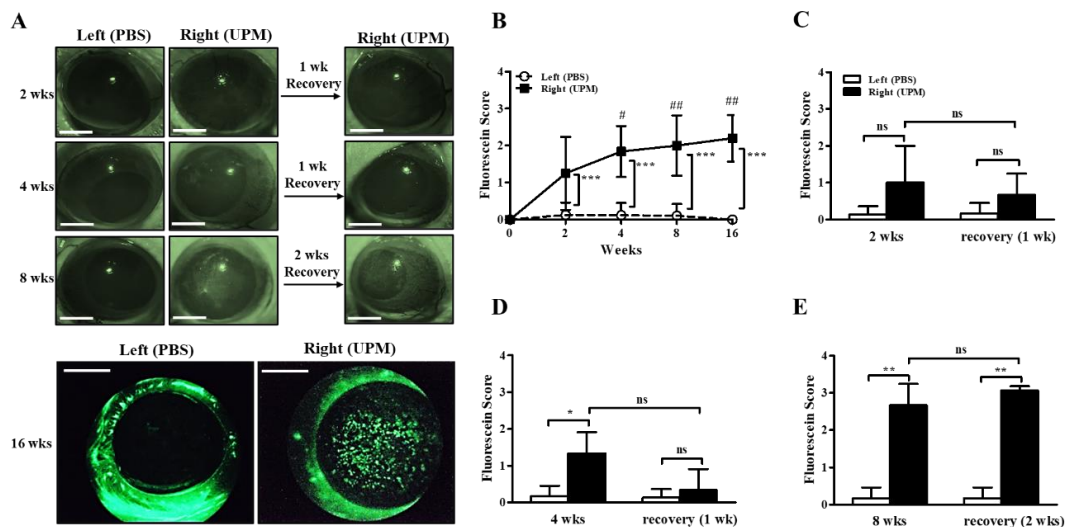 A
Left (PBS)
Right (UPM)
Right (UPM)
2 wks
1 wk
Recovery
4 wks
1wk
Recovery
8 wks
2 wks
Recovery
Left (PBS)
Right (UPM)
16 wks
B
Left (PBS)
Right (UPM)
Fluorescein Score
4
3
2
1
0
***
#
***
##
***
##
***
0
2
4
8
16
Weeks
C
Left (PBS)
Right (UPM)
Fluorescein Score
4
3
2
1
0
ns
ns
ns
2 wks
recovery (1 wk)
D
Fluorescein Score
4
3
2
1
0
*
ns
ns
4 wks
recovery (1 wk)
E
Fluorescein Score
4
3
2
1
0
**
ns
**
8 wks
recovery (2 wks)